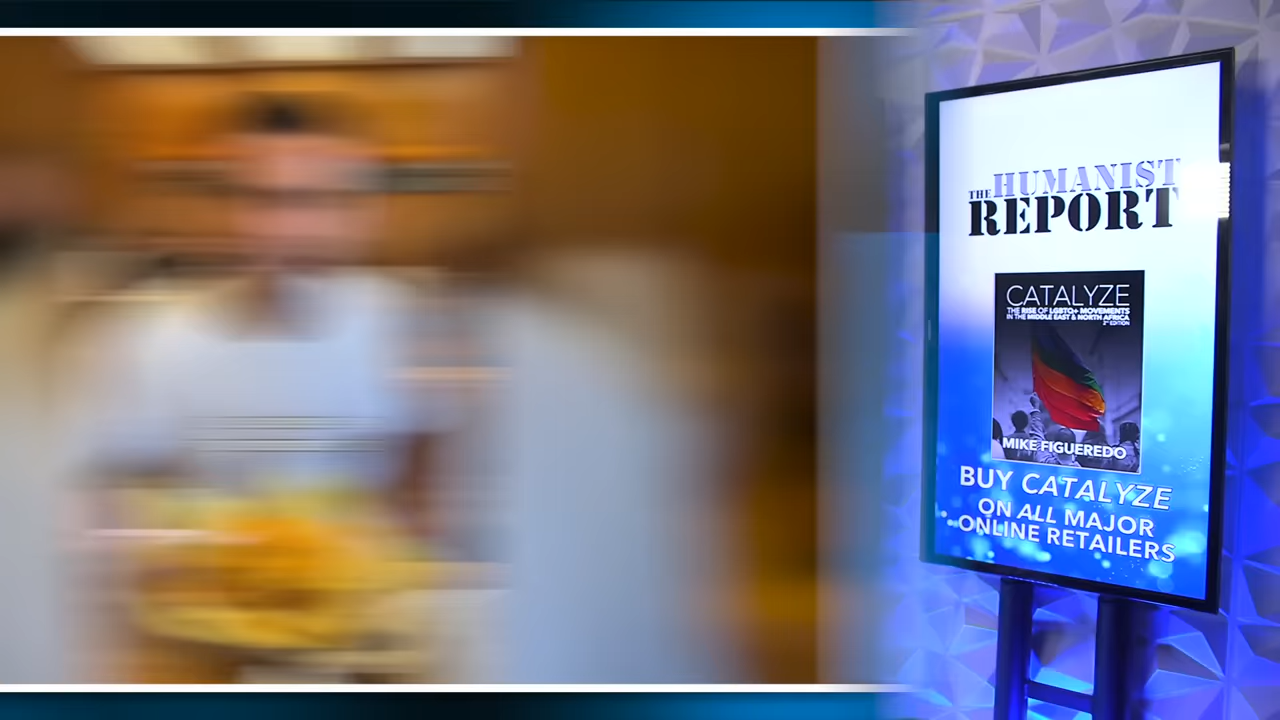 THE HUMANIST
REPORT
CATALYZE
THE RISE OF LGBTQ+ MOVEMENTS
IN THE MIDDLE EAST & NORTH AFRICA
2ND EDITION
MIKE FIGUEREDO
BUY CATALYZE
ON ALL MAJOR
ONLINE RETAILERS